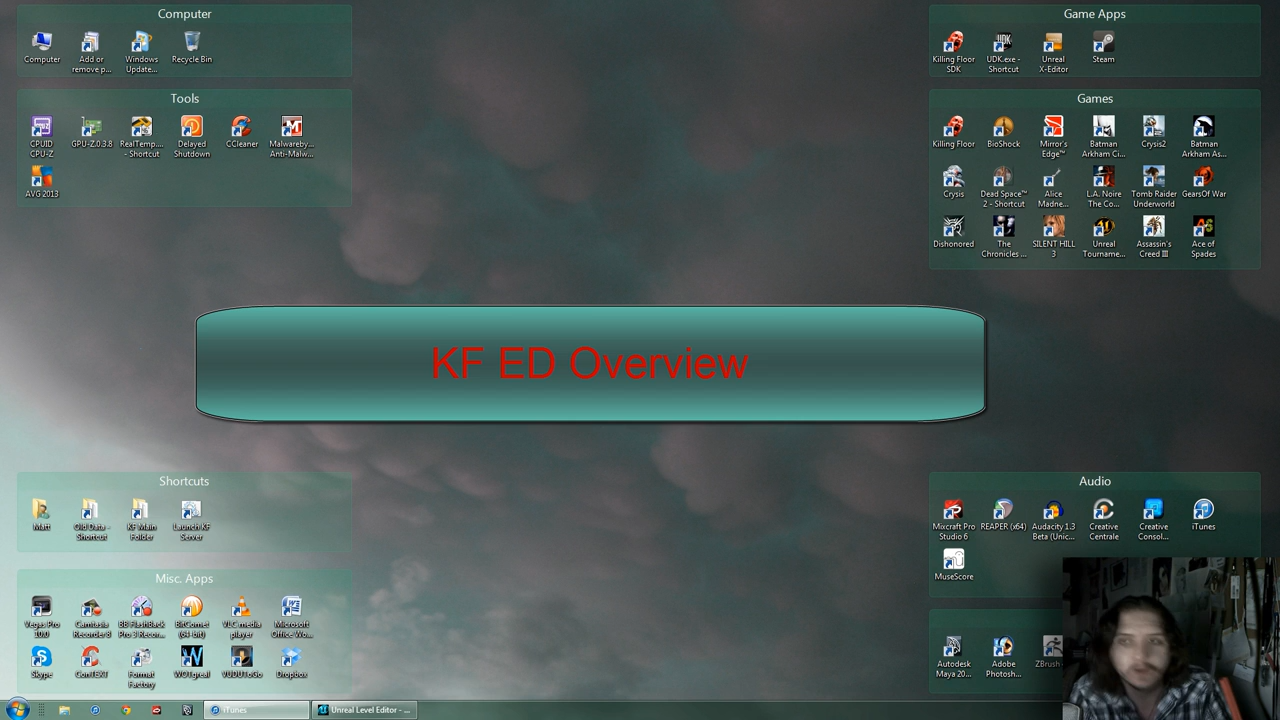 Computer
Computer
Add or
remove p...
Windows
Update...
Recycle Bin
Tools
CPUID
CPU-Z
GPU-Z.0.3.8
RealTemp....
- Shortcut
Delayed
Shutdown
CCleaner
Malwareby...
Anti-Malw...
AVG 2013
Game Apps
Killing Floor
SDK
UDK.exe -
Shortcut
Unreal
X-Editor
Steam
Games
Killing Floor
BioShock
Mirror's
Edge™
Batman
Arkham Ci...
Crysis2
Batman
Arkham As...
Crysis
Dead Space™
2 - Shortcut
Alice
Madne...
L.A. Noire
The Co...
Tomb Raider
Underworld
GearsOf War
Dishonored
The
Chronicles ...
SILENT HILL
3
Unreal
Tourname...
Assassin's
Creed III
Ace of
Spades
KF ED Overview
Shortcuts
Matt
Old Data -
Shortcut
KF Main
Folder
Launch KF
Server
Misc. Apps
Vegas Pro
10.0
Camtasia
Recorder 8
BB FlashBack
Pro 3 Recor...
BitComet
(64-bit)
VLC media
player
Microsoft
Office Wo...
Skype
ConTEXT
Format
Factory
WOTgreal
VUDUToGo
Dropbox
Audio
Mixcraft Pro
Studio 6
REAPER (x64)
Audacity 1.3
Beta (Unic...
Creative
Centrale
Creative
Consol...
iTunes
MuseScore
Autodesk
Maya 20...
Adobe
Photosh...
ZBrush
iTunes
Unreal Level Editor - ...